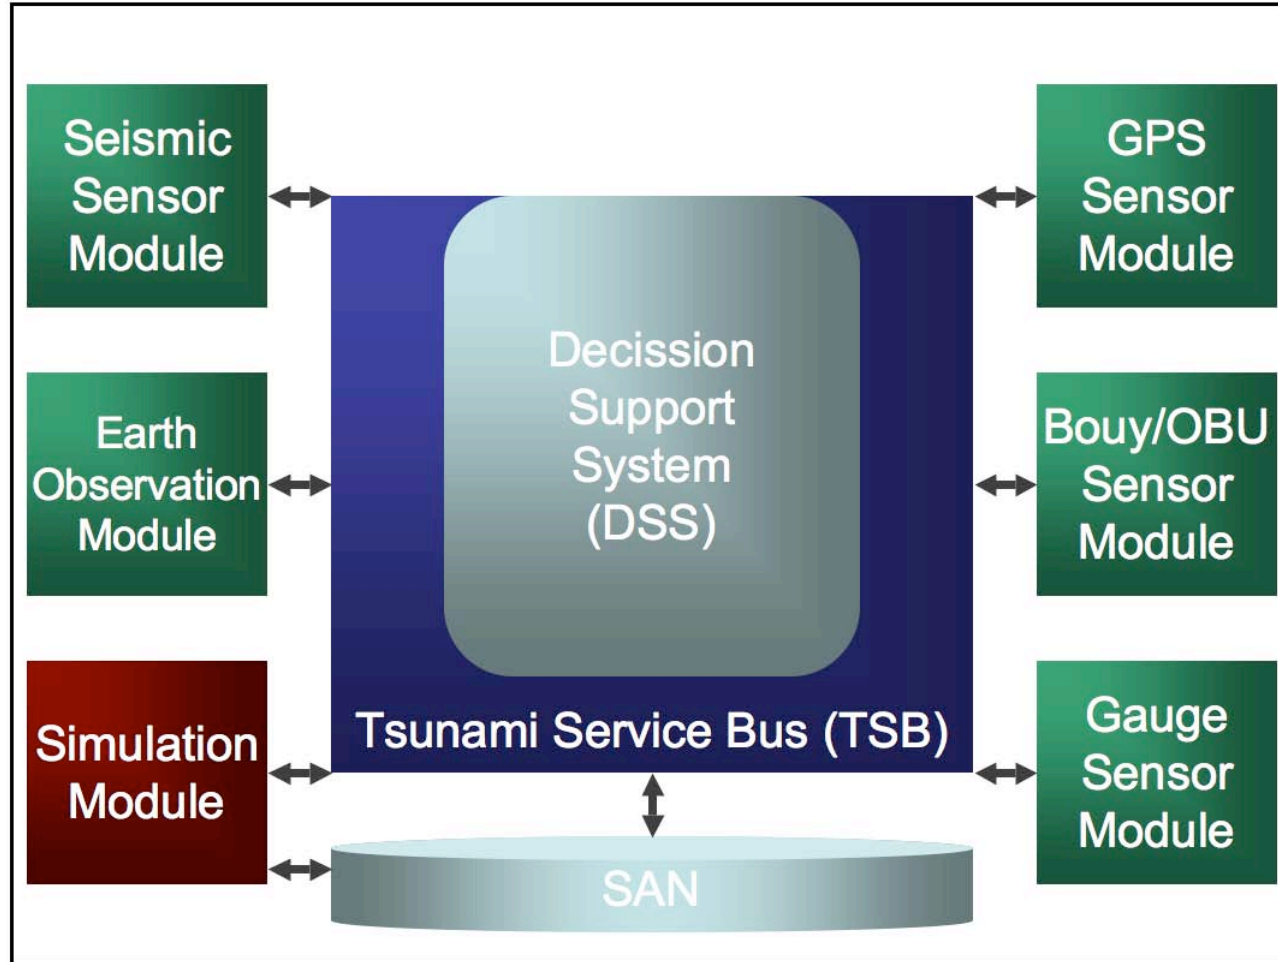 Seismic
Sensor
Module
Earth
Observation
Module
Simulation
Module
Decission
Support
System
(DSS)
Tsunami Service Bus (TSB)
SAN
GPS
Sensor
Module
Bouy/OBU
Sensor
Module
Gauge
Sensor
Module